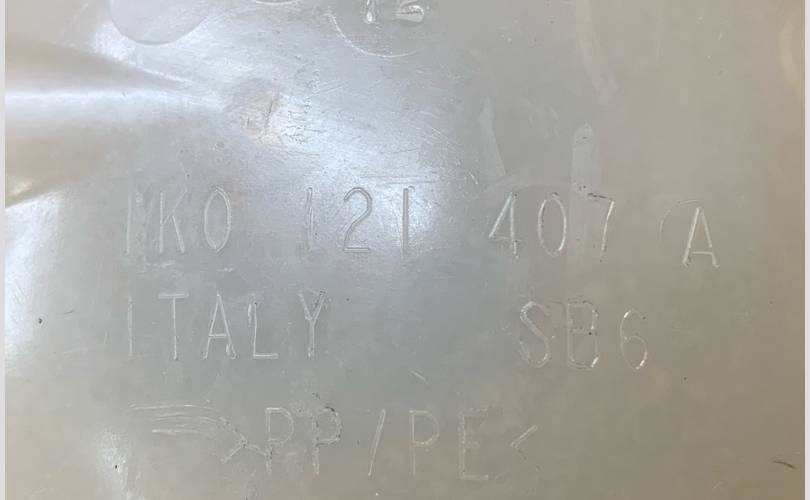 1K0 121 407 A
ITALY SB6
>PP/PE<